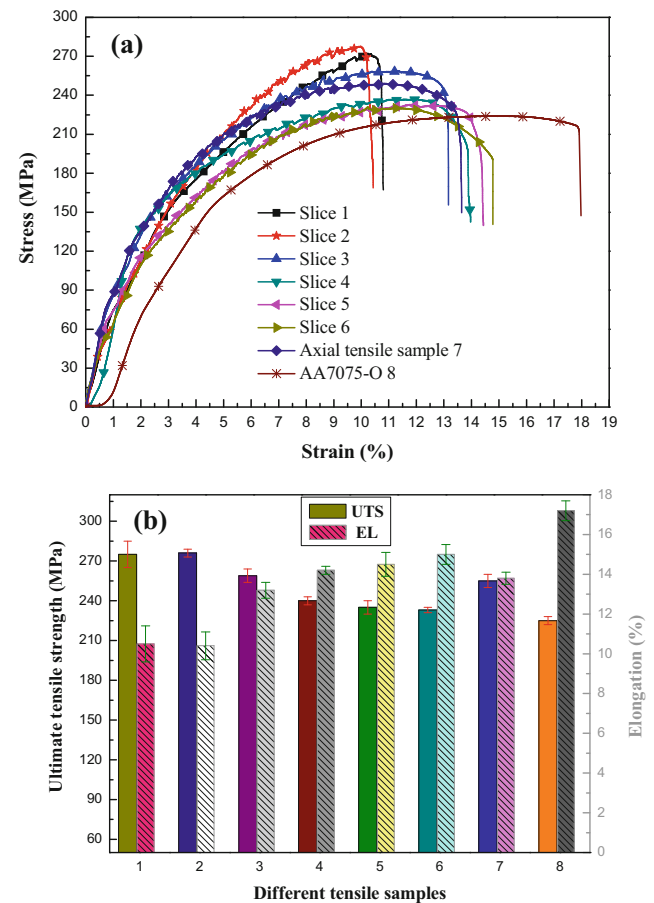 (a)
Stress (MPa)
300
270
240
210
180
150
120
90
60
30
0
Slice 1
Slice 2
Slice 3
Slice 4
Slice 5
Slice 6
Axial tensile sample 7
AA7075-O 8
0 1 2 3 4 5 6 7 8 9 10 11 12 13 14 15 16 17 18 19
Strain (%)
(b)
UTS
EL
Ultimate tensile strength (MPa)
300
270
240
210
180
150
120
90
60
Elongation (%)
18
16
14
12
10
8
6
4
2
0
1 2 3 4 5 6 7 8
Different tensile samples